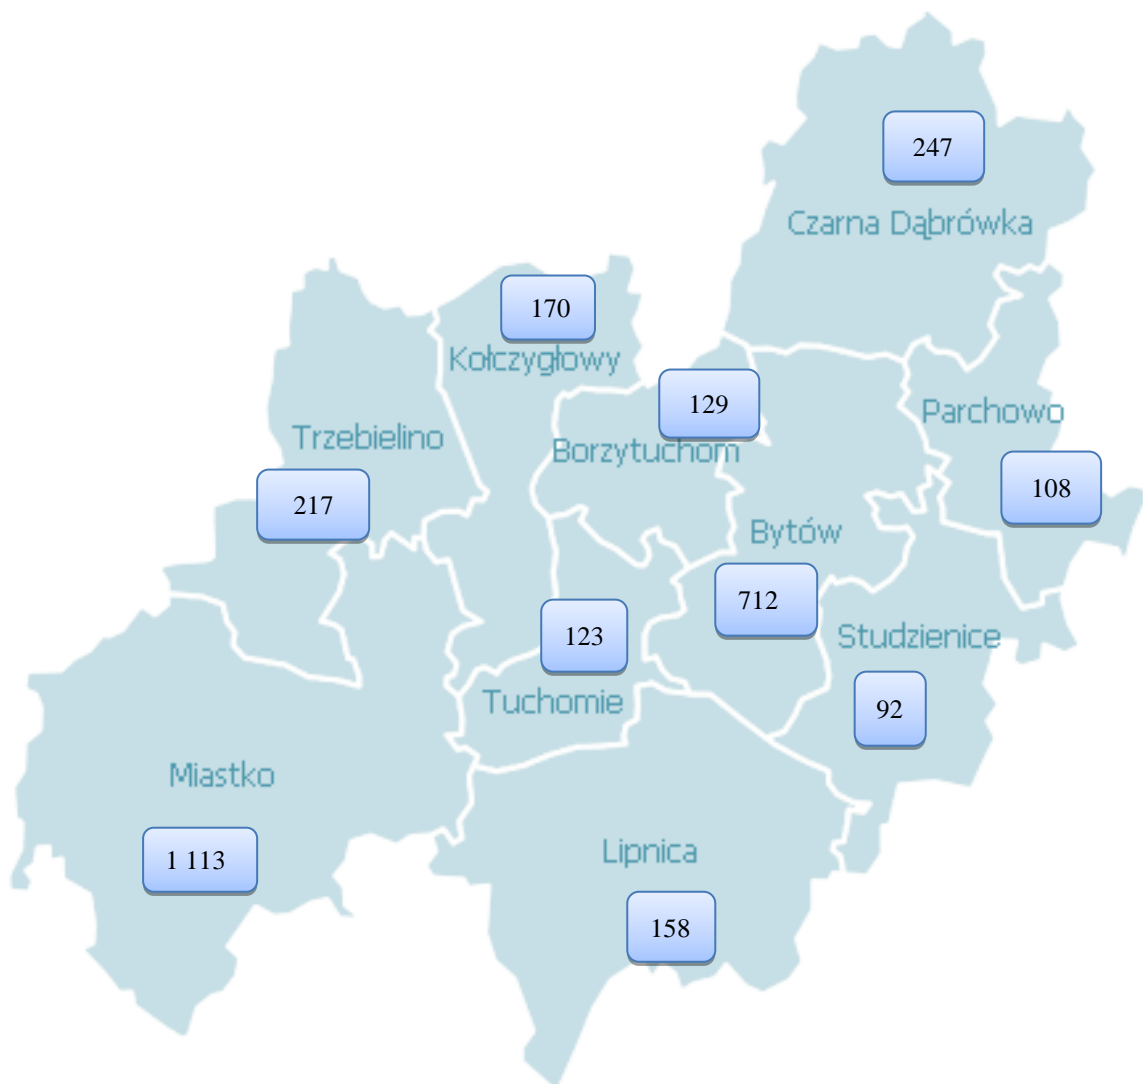 247
Czarna Dąbrówka
170
Kołczygłowy
129
Parchowo
Trzebielino
Borzytuchom
108
217
Bytów
712
123
Studzienice
Tuchomie
92
Miastko
1 113
Lipnica
158